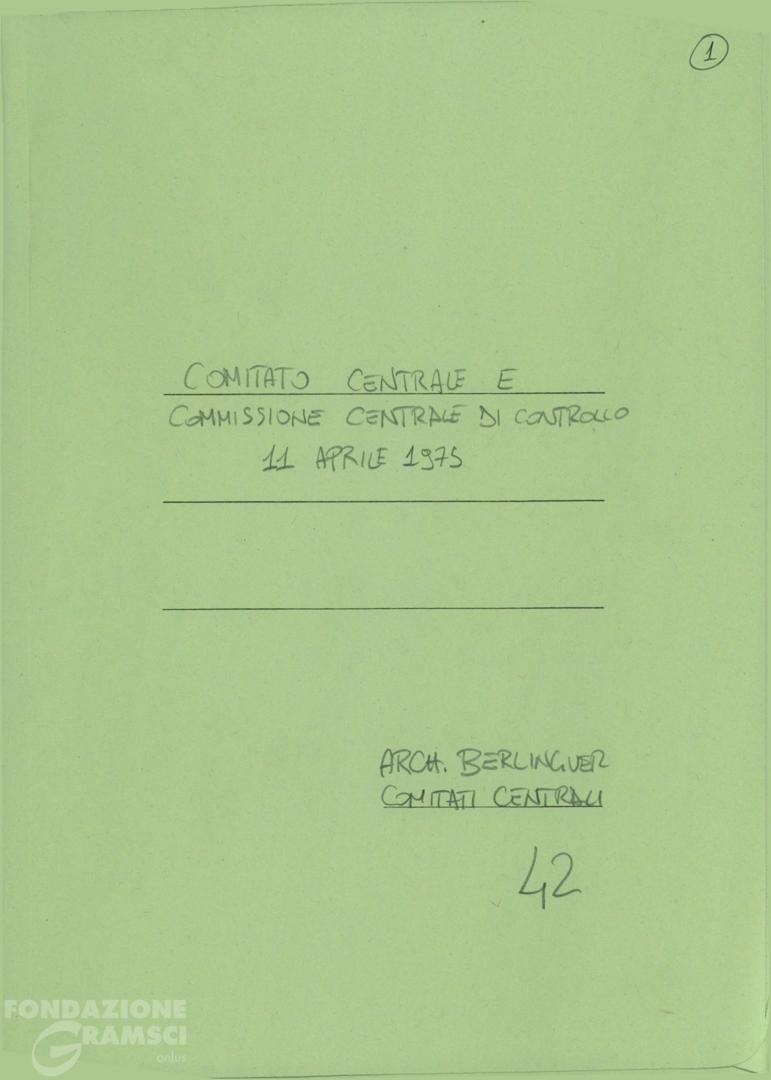 1
COMITATO CENTRALE E
COMMISSIONE CENTRALE DI CONTROLLO
11 APRILE 1975
ARCH. BERLINGUER
COMITATI CENTRALI
42
FONDAZIONE
GRAMSCI
onlus